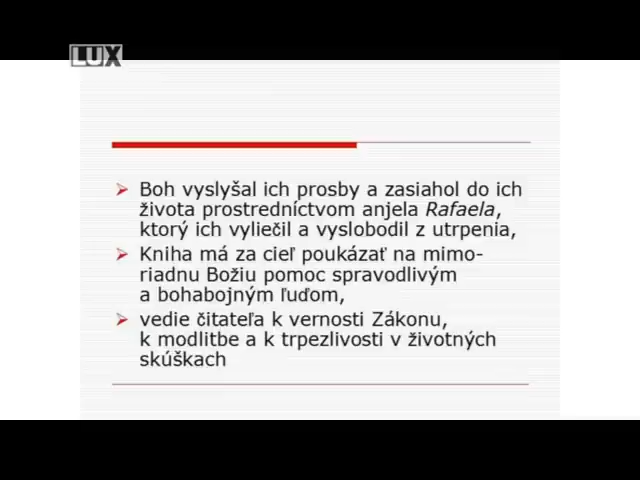 LUX
Boh vyslyšal ich prosby a zasiahol do ich
života prostredníctvom anjela Rafaela,
ktorý ich vyliečil a vyslobodil z utrpenia,
Kniha má za cieľ poukázať na mimo-
riadnu Božiu pomoc spravodlivým
a bohabojným ľuďom,
vedie čitateľa k vernosti Zákonu,
k modlitbe a k trpezlivosti v životných
skúškach